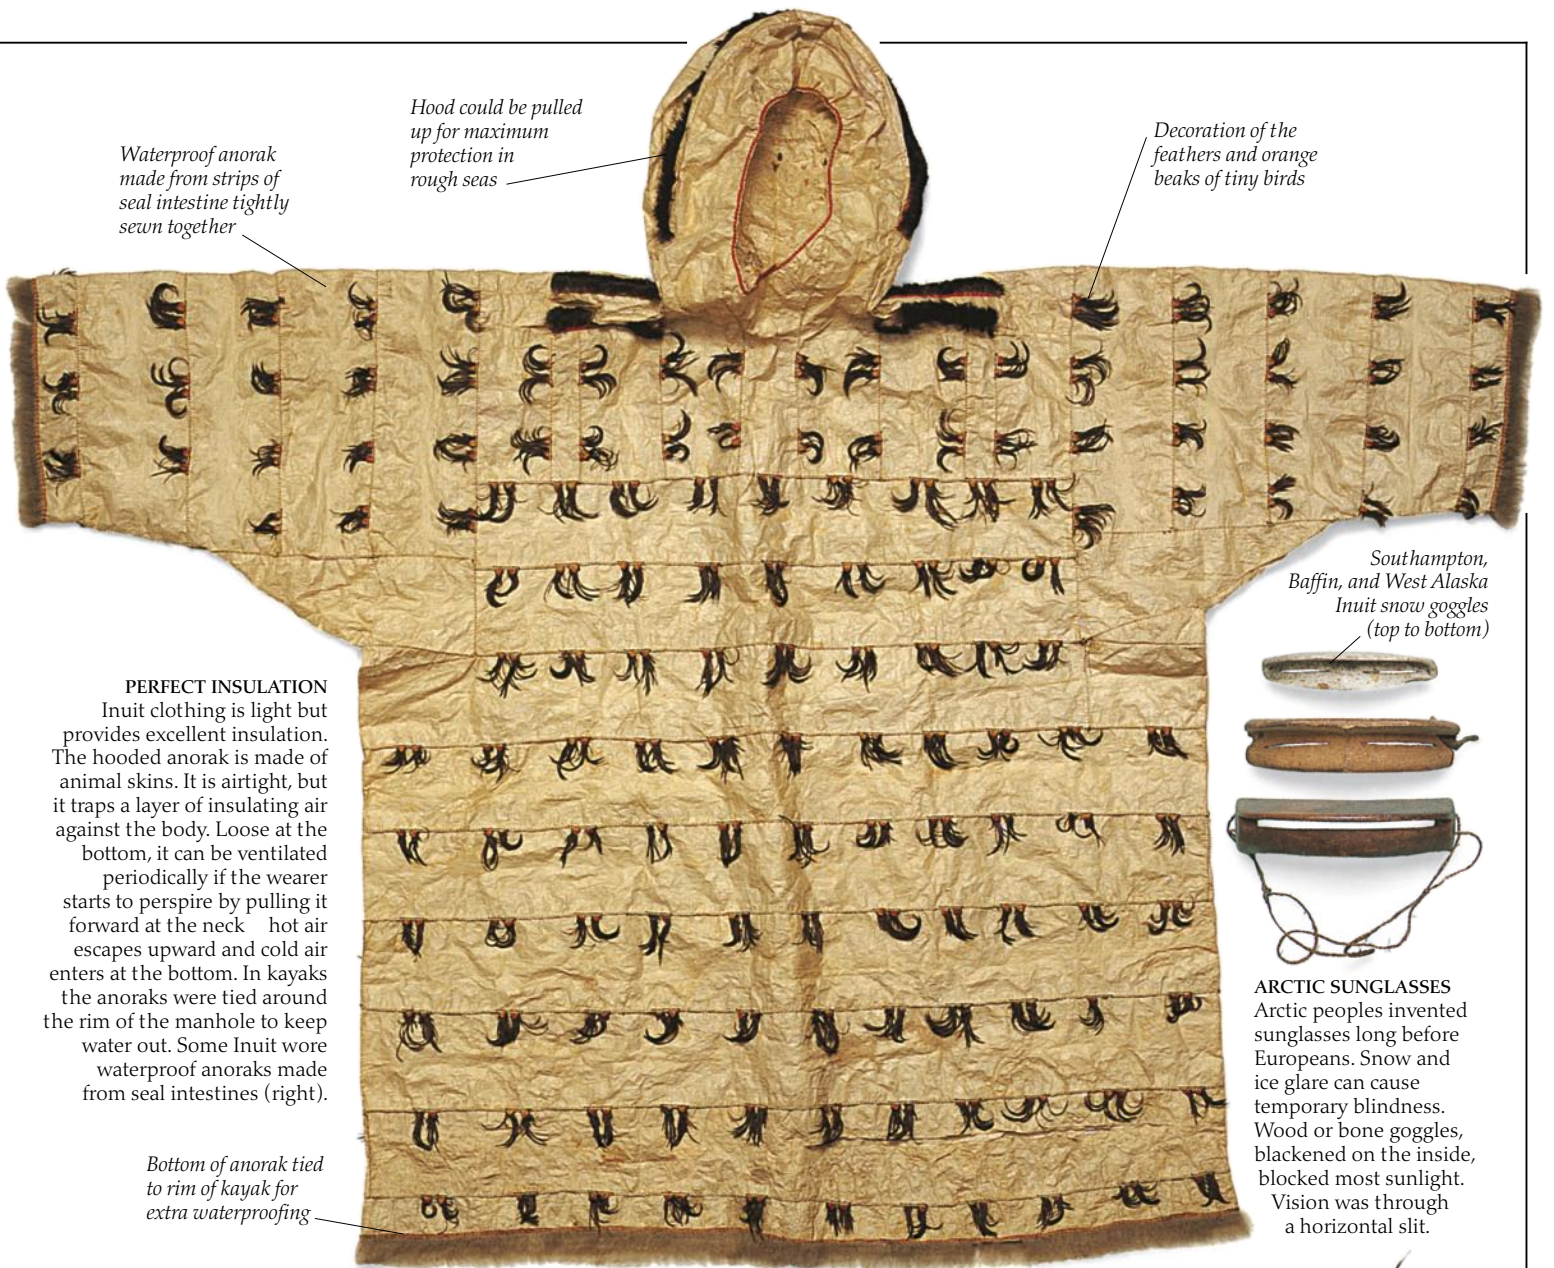 Hood could be pulled
up for maximum
protection in
rough seas
Waterproof anorak
made from strips of
seal intestine tightly
sewn together
Decoration of the
feathers and orange
beaks of tiny birds
Southampton,
Baffin, and West Alaska
Inuit snow goggles
(top to bottom)
PERFECT INSULATION
Inuit clothing is light but
provides excellent insulation.
The hooded anorak is made of
animal skins. It is airtight, but
it traps a layer of insulating air
against the body. Loose at the
bottom, it can be ventilated
periodically if the wearer
starts to perspire by pulling it
forward at the neck hot air
escapes upward and cold air
enters at the bottom. In kayaks
the anoraks were tied around
the rim of the manhole to keep
water out. Some Inuit wore
waterproof anoraks made
from seal intestines (right).
Bottom of anorak tied
to rim of kayak for
extra waterproofing
ARCTIC SUNGLASSES
Arctic peoples invented
sunglasses long before
Europeans. Snow and
ice glare can cause
temporary blindness.
Wood or bone goggles,
blackened on the inside,
blocked most sunlight.
Vision was through
a horizontal slit.